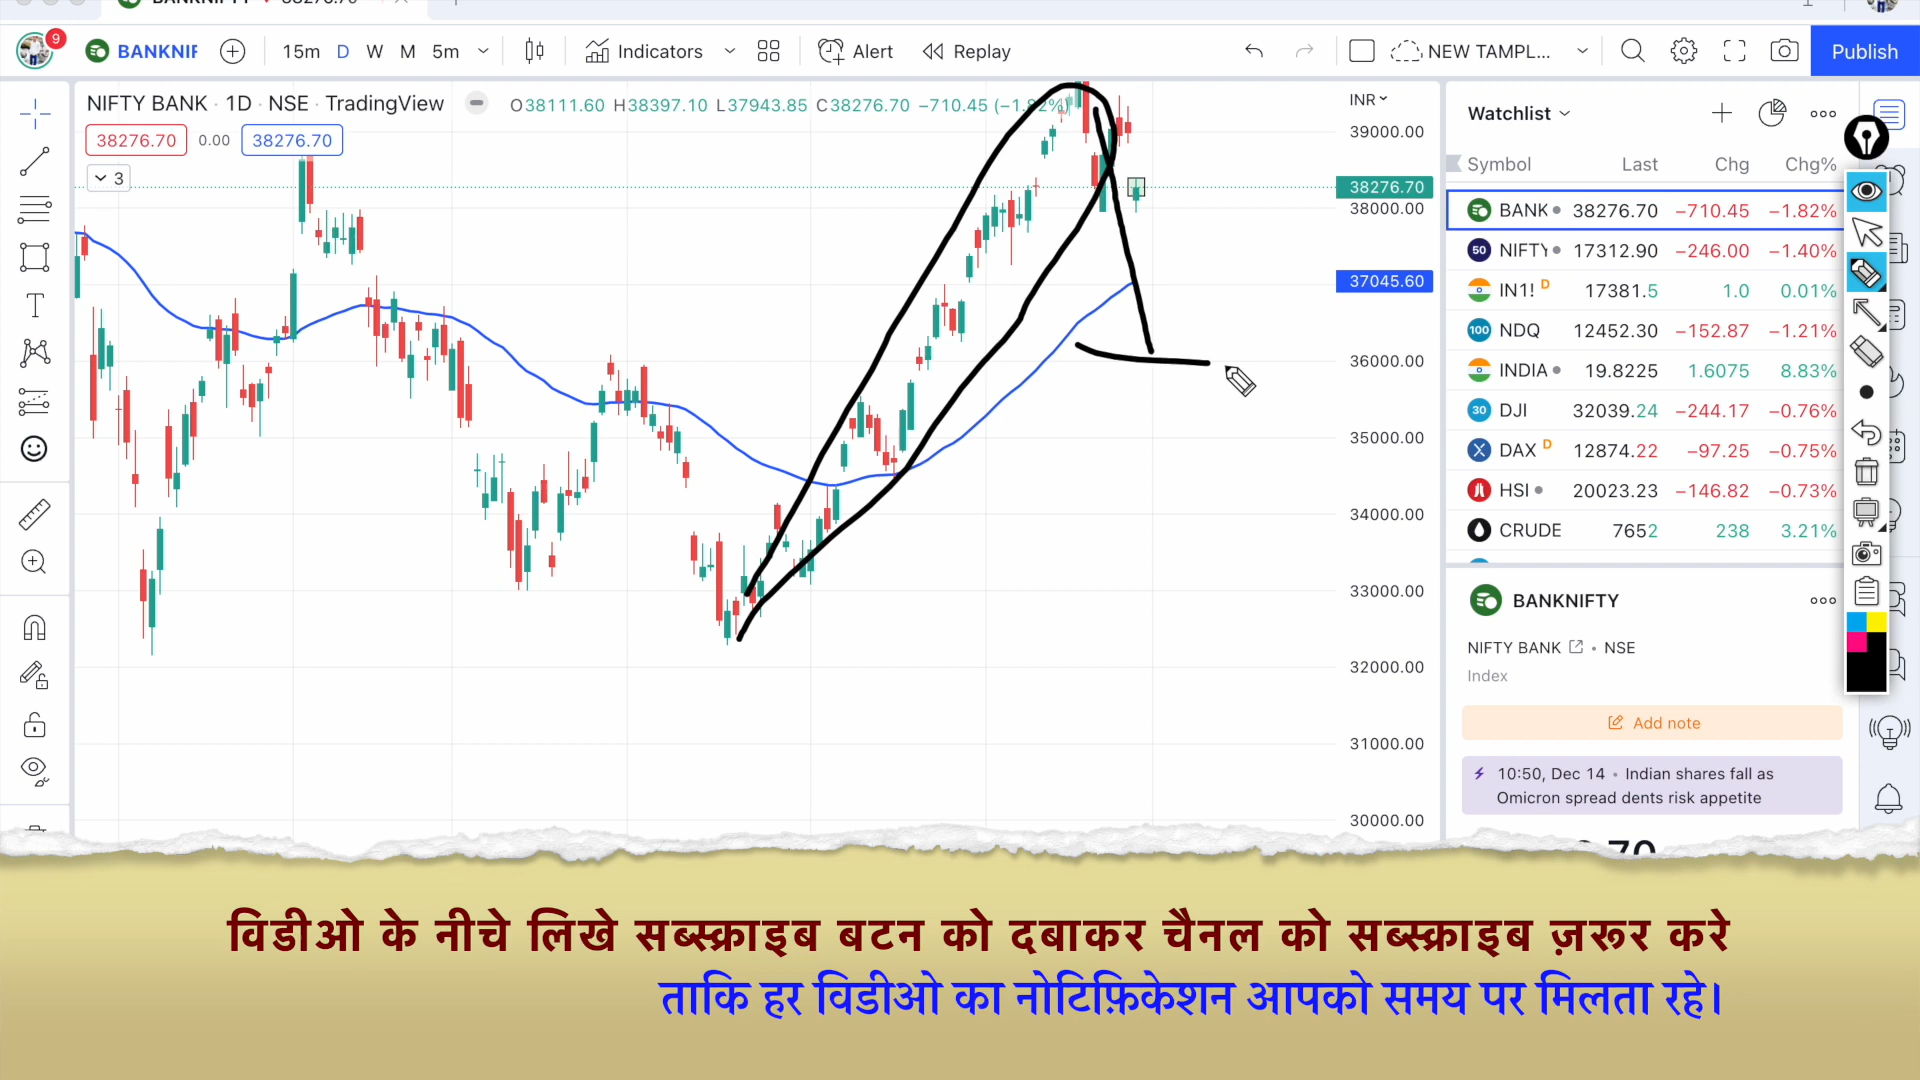 9
BANKNIF
15m D W M 5m
Indicators
Alert
Replay
NEW TAMPL...
Publish
NIFTY BANK · 1D · NSE · TradingView
O38111.60 H38397.10 L37943.85 C38276.70 −710.45 (−1.82%)
38276.70 0.00 38276.70
3
INR
39000.00
38276.70
38000.00
37045.60
36000.00
35000.00
34000.00
33000.00
32000.00
31000.00
30000.00
Watchlist
Symbol Last Chg Chg%
BANK 38276.70 −710.45 −1.82%
50 NIFTY 17312.90 −246.00 −1.40%
IN1! D 17381.5 1.0 0.01%
100 NDQ 12452.30 −152.87 −1.21%
INDIA 19.8225 1.6075 8.83%
30 DJI 32039.24 −244.17 −0.76%
X DAX D 12874.22 −97.25 −0.75%
HSI 20023.23 −146.82 −0.73%
CRUDE 7652 238 3.21%
BANKNIFTY
NIFTY BANK • NSE
Index
Add note
10:50, Dec 14 • Indian shares fall as
Omicron spread dents risk appetite
विडीओ के नीचे लिखे सब्स्क्राइब बटन को दबाकर चैनल को सब्स्क्राइब ज़रूर करे
ताकि हर विडीओ का नोटिफ़िकेशन आपको समय पर मिलता रहे।